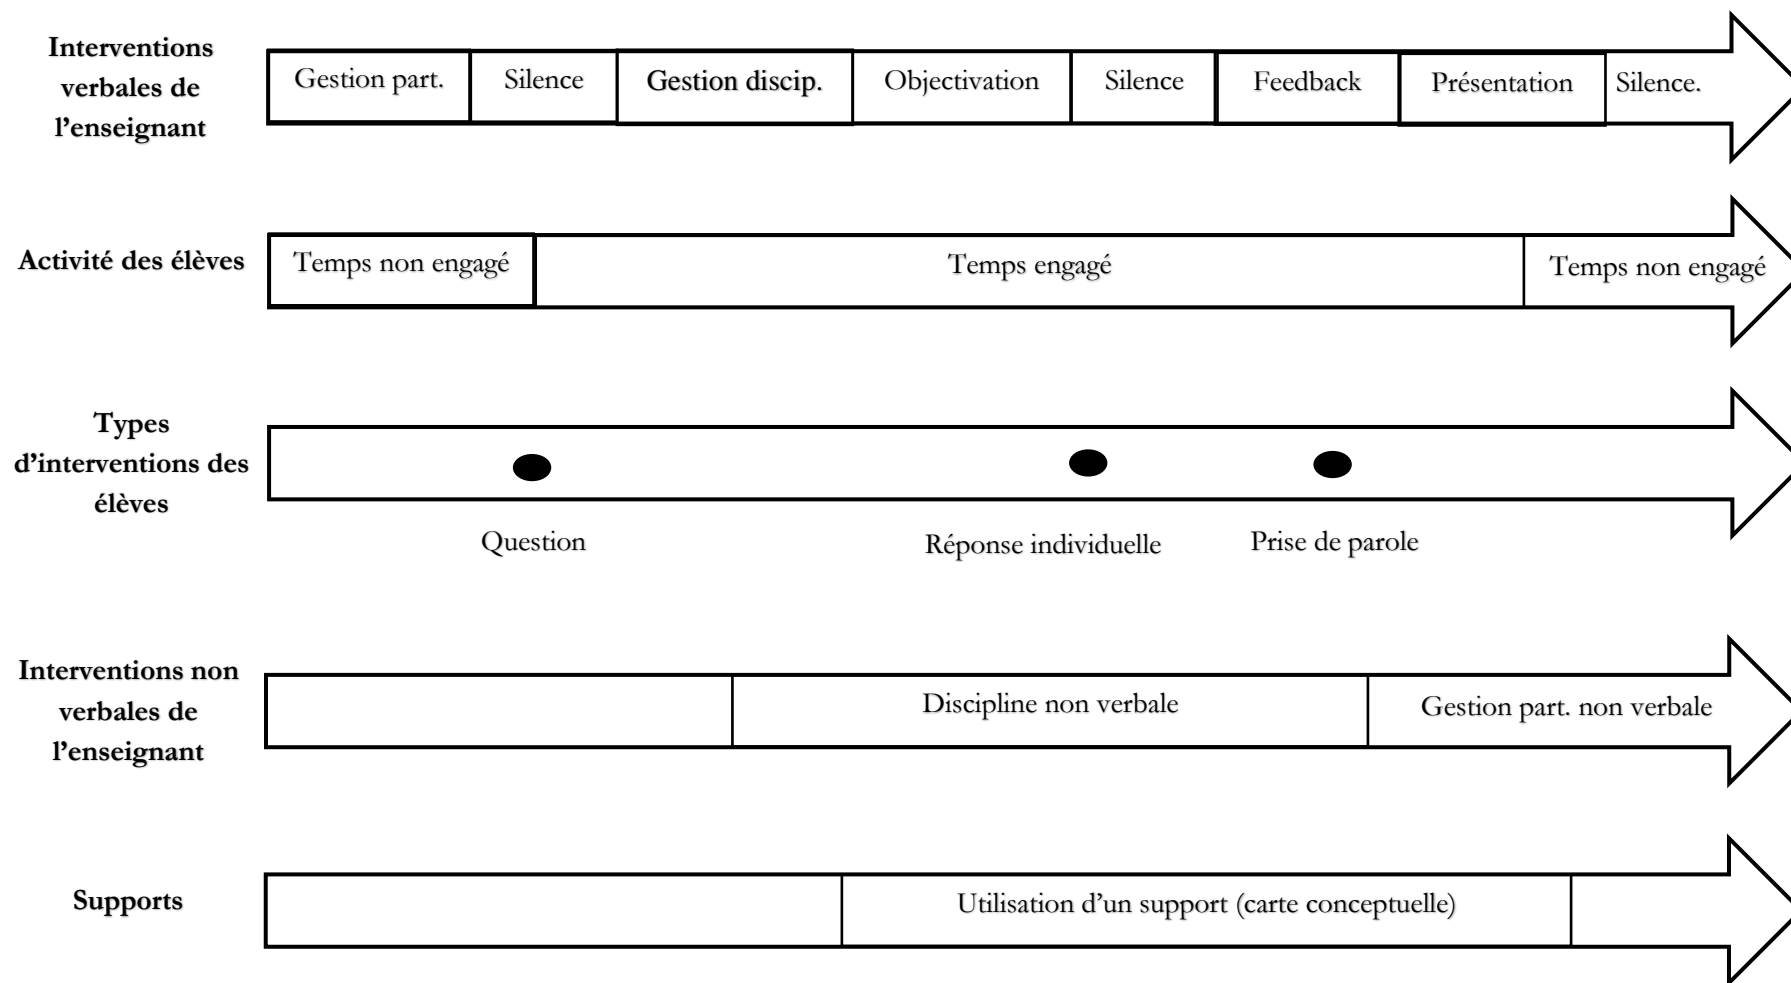 Interventions
verbales de
l’enseignant
Gestion part.
Silence
Gestion discip.
Objectivation
Silence
Feedback
Présentation
Silence.
Activité des élèves
Temps non engagé
Temps engagé
Temps non engagé
Types
d’interventions des
élèves
Question
Réponse individuelle
Prise de parole
Interventions non
verbales de
l’enseignant
Discipline non verbale
Gestion part. non verbale
Supports
Utilisation d’un support (carte conceptuelle)